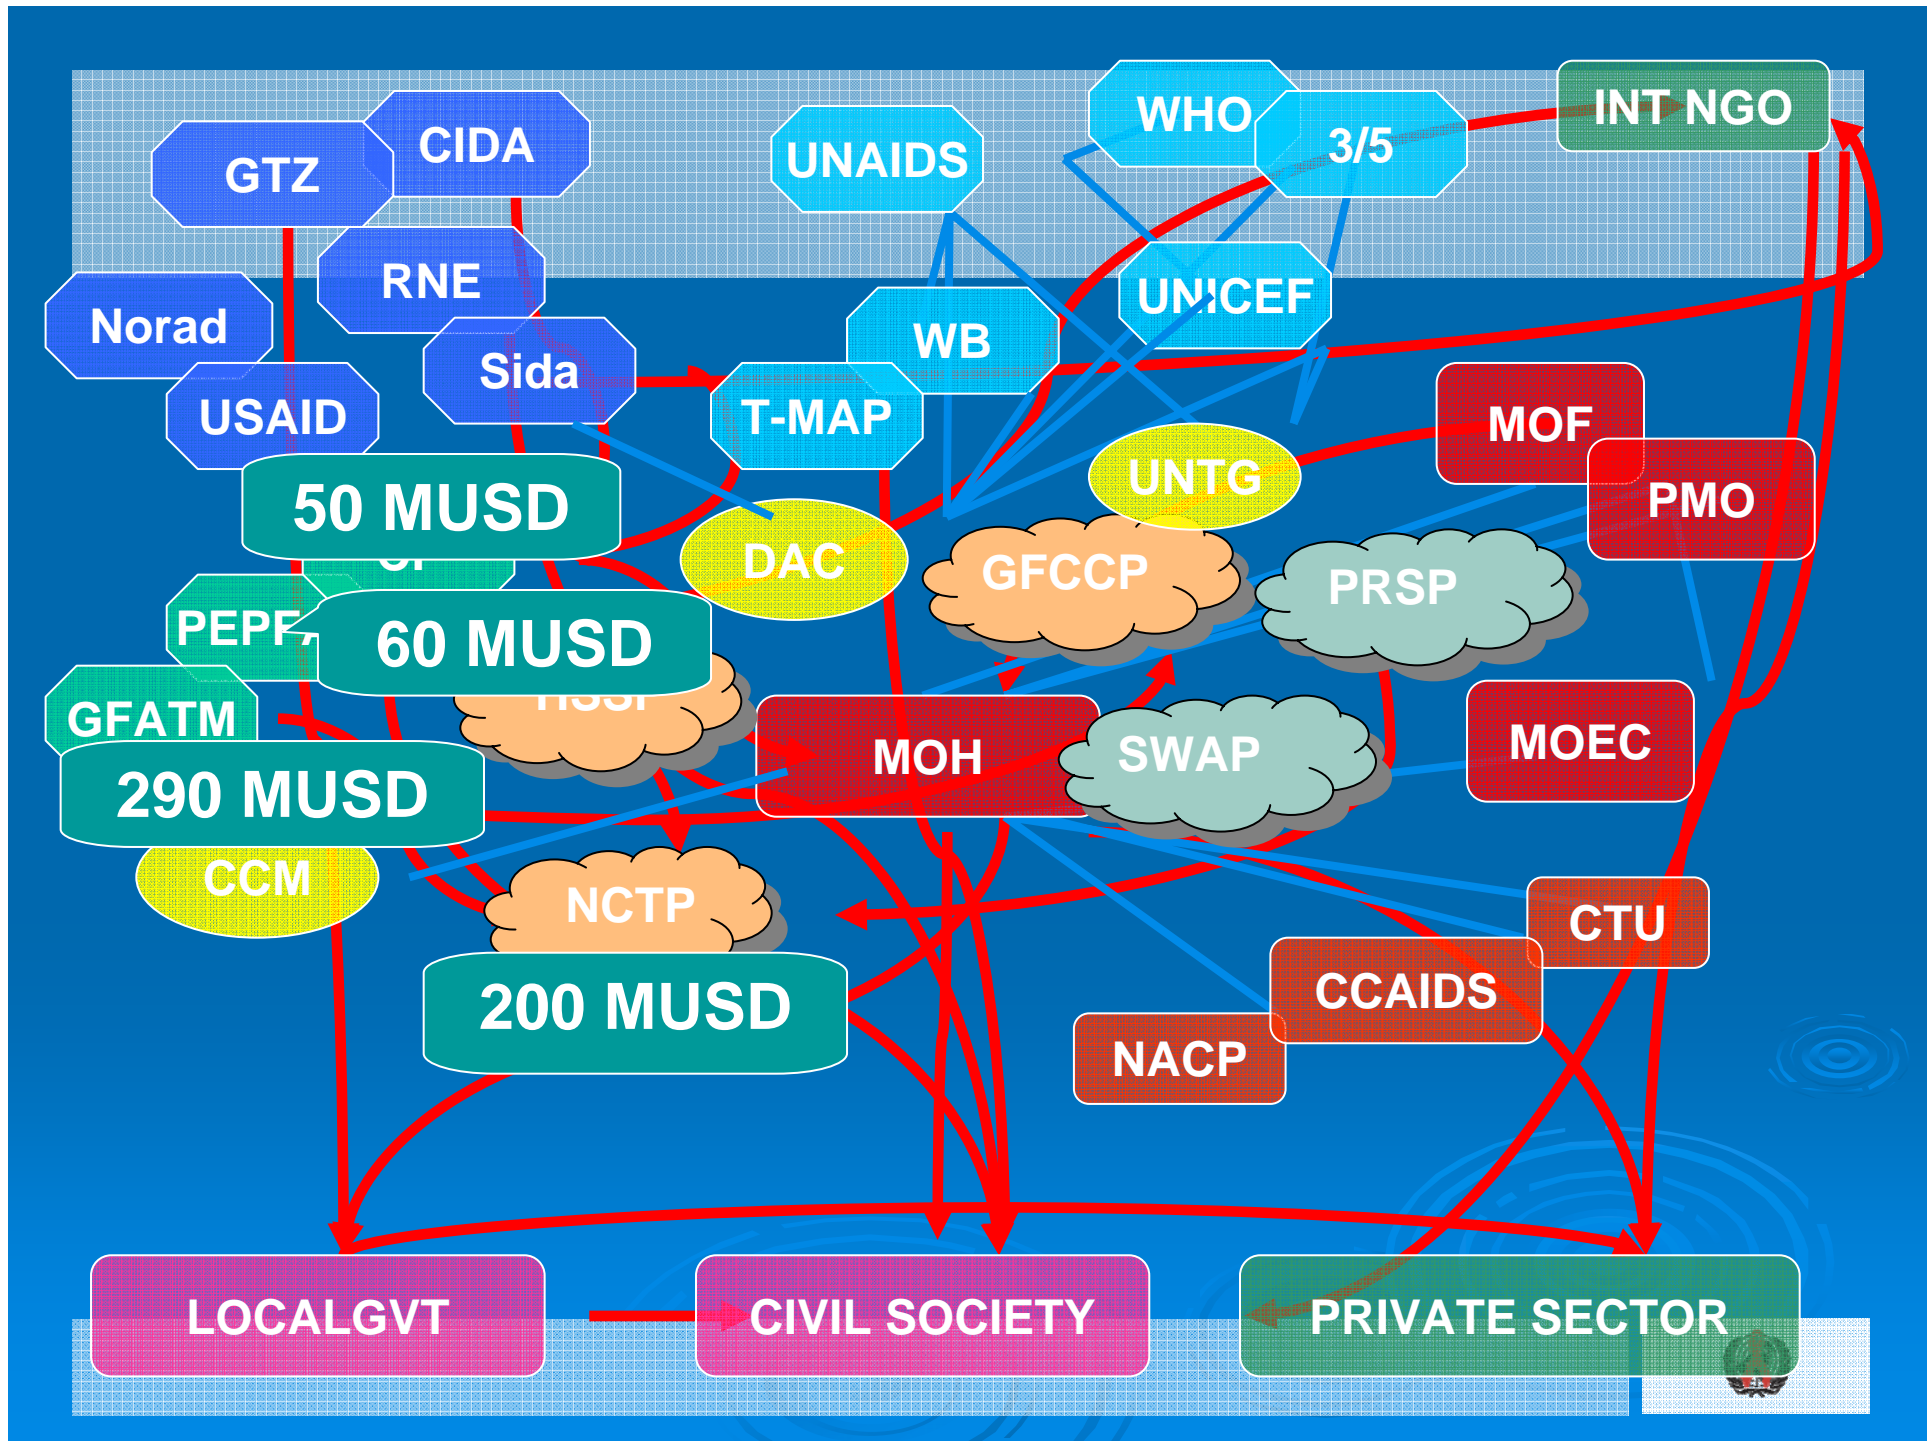 WHO
INT NGO
3/5
CIDA
UNAIDS
GTZ
RNE
UNICEF
Norad
WB
Sida
USAID
T-MAP
MOF
UNTG
PMO
50 MUSD
DAC
GFCCP
PRSP
60 MUSD
GFATM
MOH
SWAP
MOEC
290 MUSD
CCM
NCTP
CTU
CCAIDS
200 MUSD
NACP
LOCALGVT
CIVIL SOCIETY
PRIVATE SECTOR